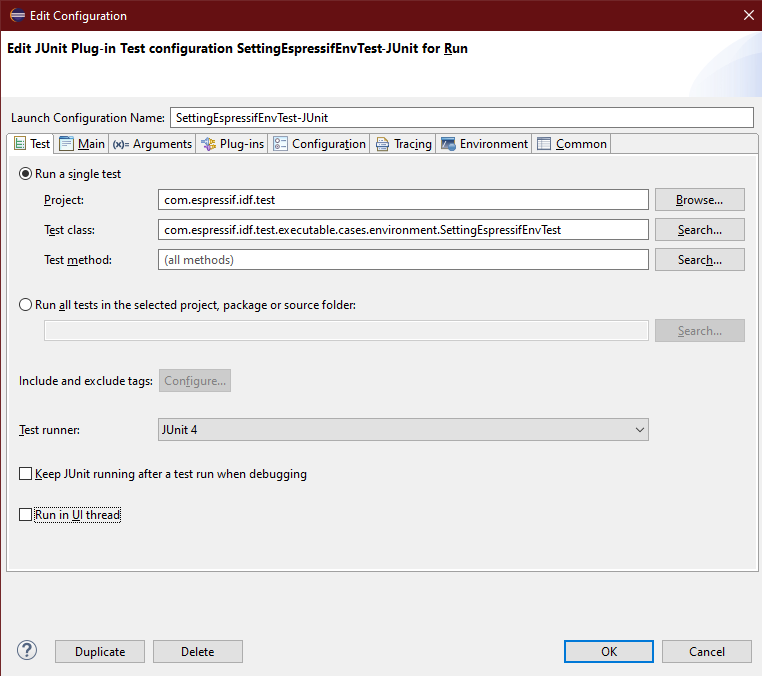 Edit Configuration
Edit JUnit Plug-in Test configuration SettingEspressifEnvTest-JUnit for Run
Launch Configuration Name: SettingEspressifEnvTest-JUnit
Test Main (x)= Arguments Plug-ins Configuration Tracing Environment Common
Run a single test
Project: com.espressif.idf.test Browse...
Test class: com.espressif.idf.test.executable.cases.environment.SettingEspressifEnvTest Search...
Test method: (all methods) Search...
Run all tests in the selected project, package or source folder:
Search...
Include and exclude tags: Configure...
Test runner: JUnit 4
Keep JUnit running after a test run when debugging
Run in UI thread
? Duplicate Delete OK Cancel